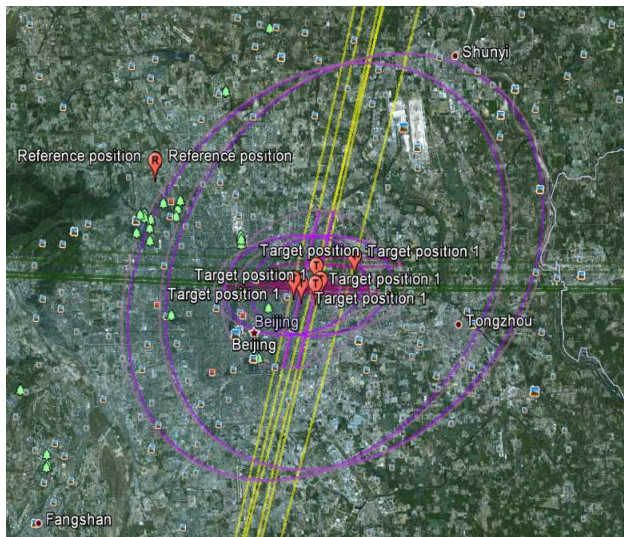 Shunyi
Reference position
R
Reference position
Target position
Target position 1
T
Target position 1
Target position 1
T
Target position 1
Target position 1
Beijing
Beijing
Tongzhou
Fangshan